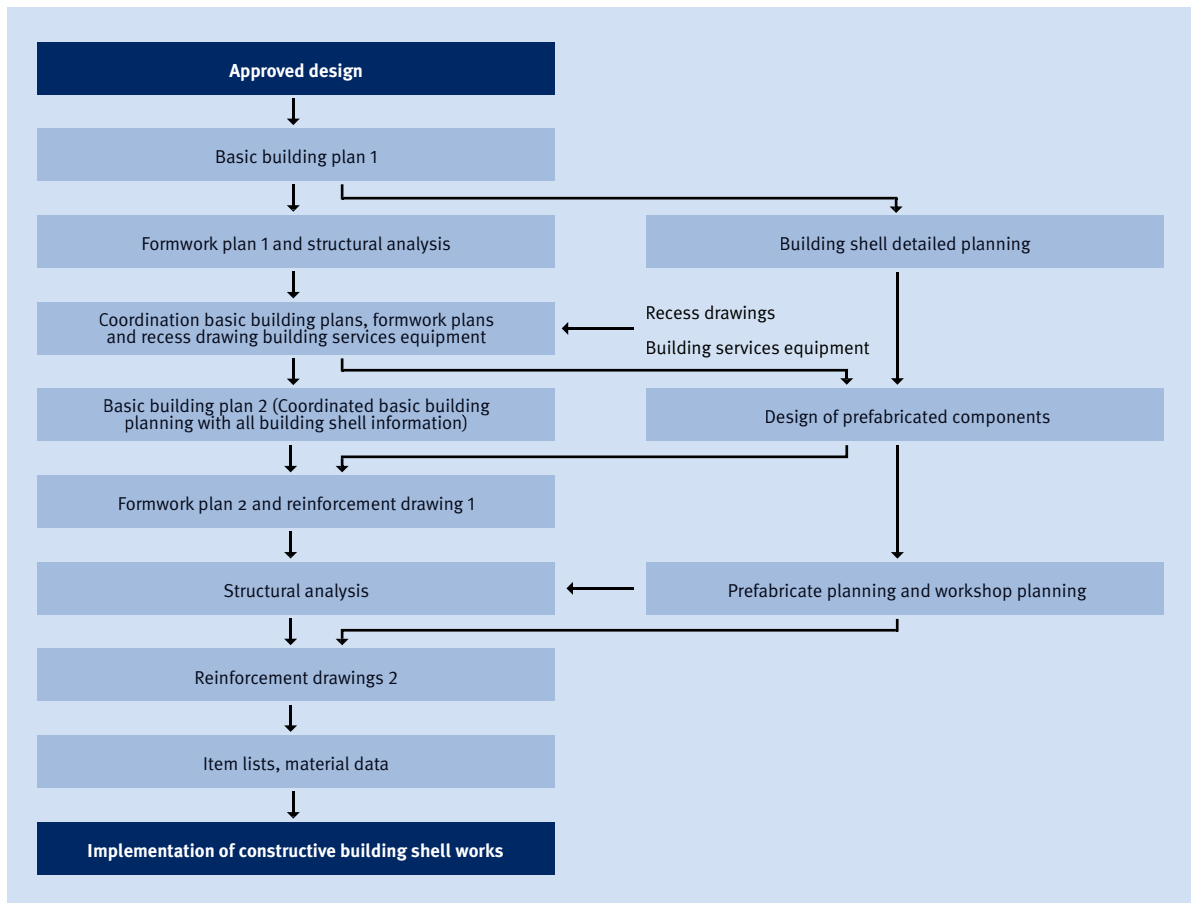 Approved design
Basic building plan 1
Formwork plan 1 and structural analysis
Building shell detailed planning
Coordination basic building plans, formwork plans
and recess drawing building services equipment
Recess drawings
Building services equipment
Basic building plan 2 (Coordinated basic building
planning with all building shell information)
Design of prefabricated components
Formwork plan 2 and reinforcement drawing 1
Structural analysis
Prefabricate planning and workshop planning
Reinforcement drawings 2
Item lists, material data
Implementation of constructive building shell works